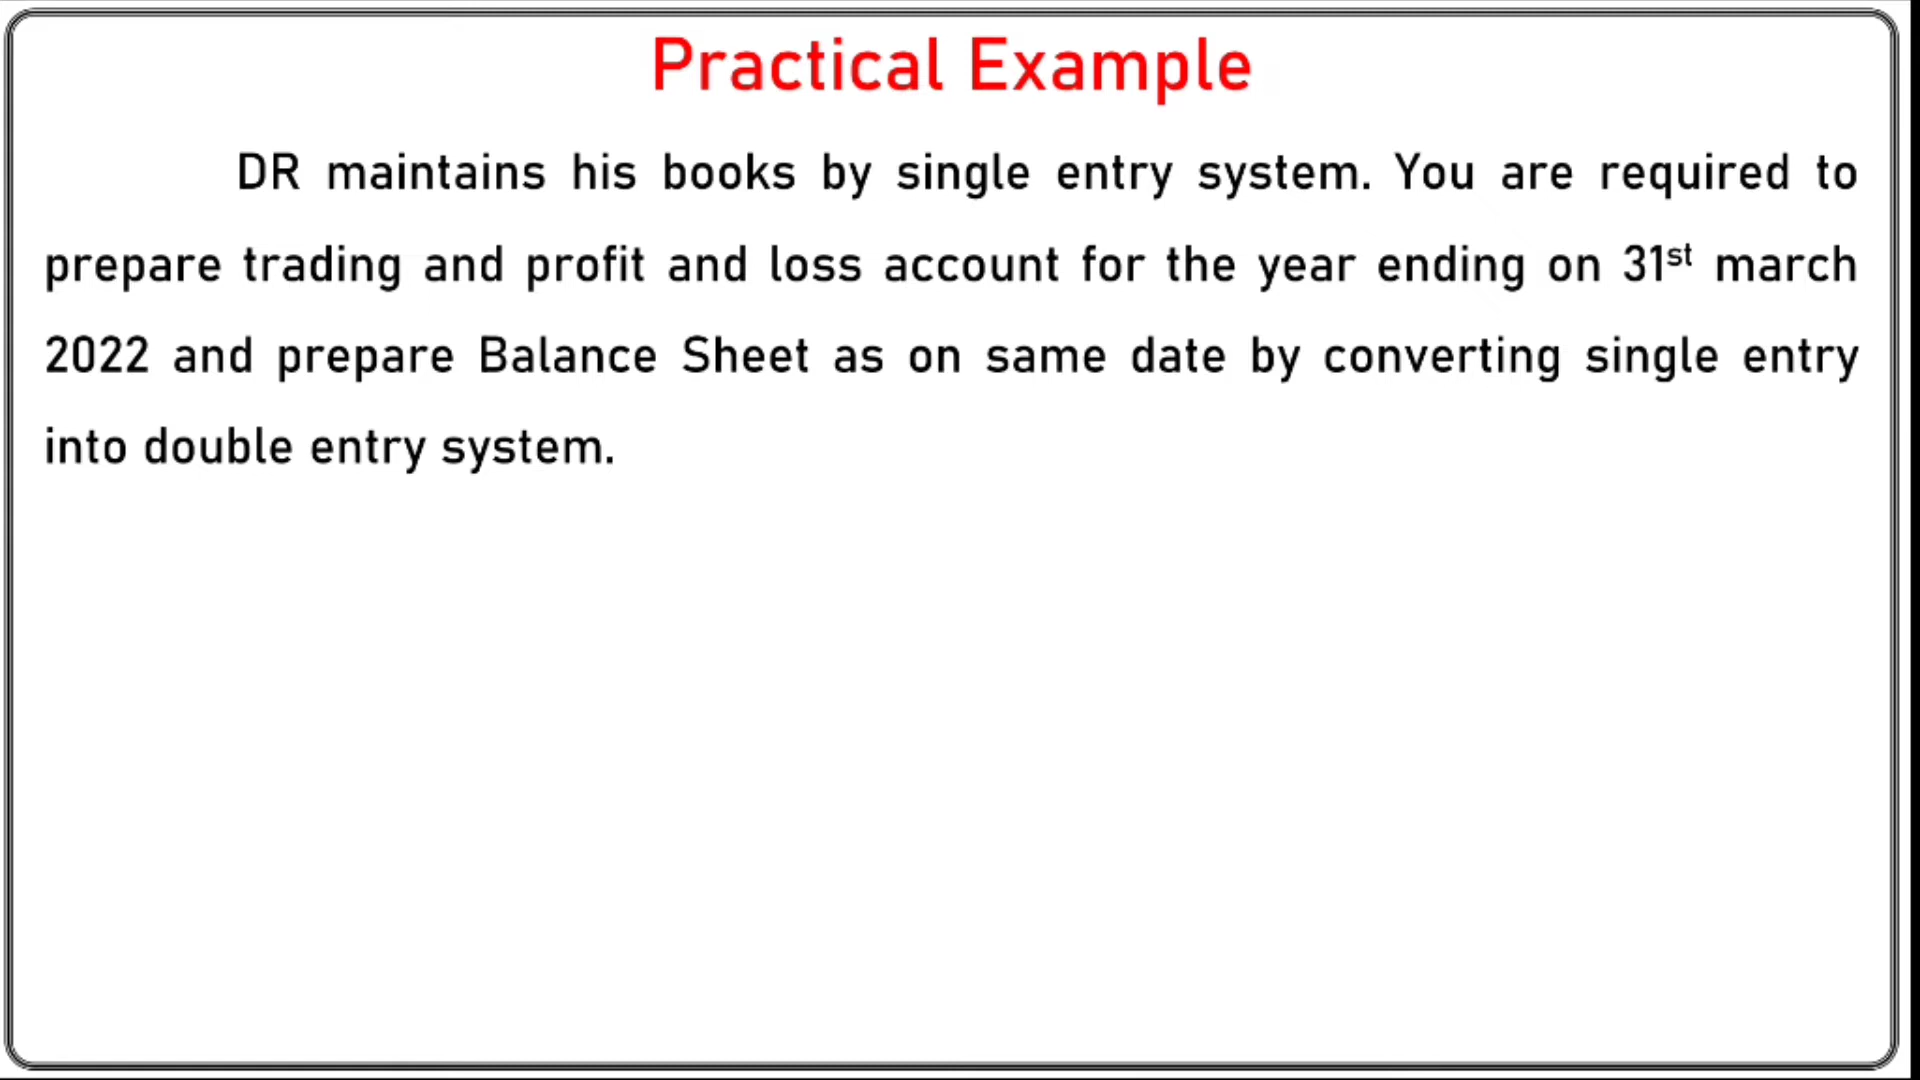 Practical Example
DR maintains his books by single entry system. You are required to
prepare trading and profit and loss account for the year ending on 31st march
2022 and prepare Balance Sheet as on same date by converting single entry
into double entry system.